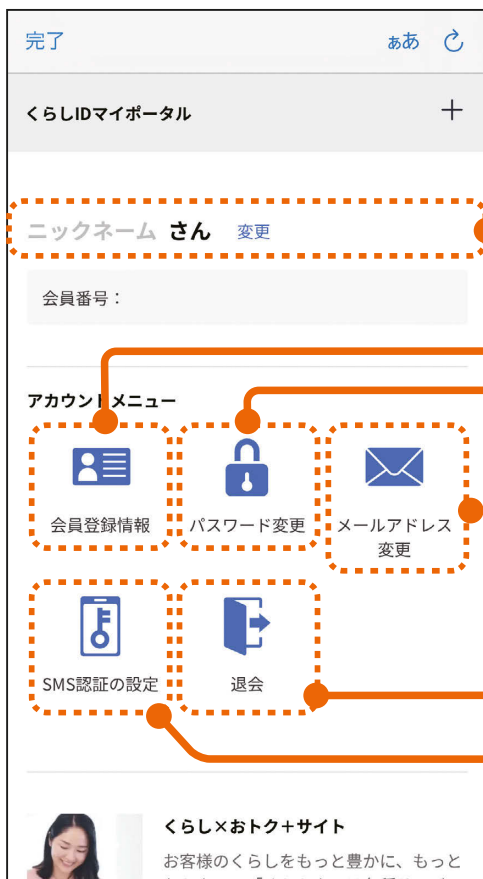 完了 ぁあ
くらしIDマイポータル
ニックネーム さん 変更
会員番号：
アカウントメニュー
会員登録情報 パスワード変更 メールアドレス
変更
SMS認証の設定 退会
くらし×おトク＋サイト
お客様のくらしをもっと豊かに、もっと